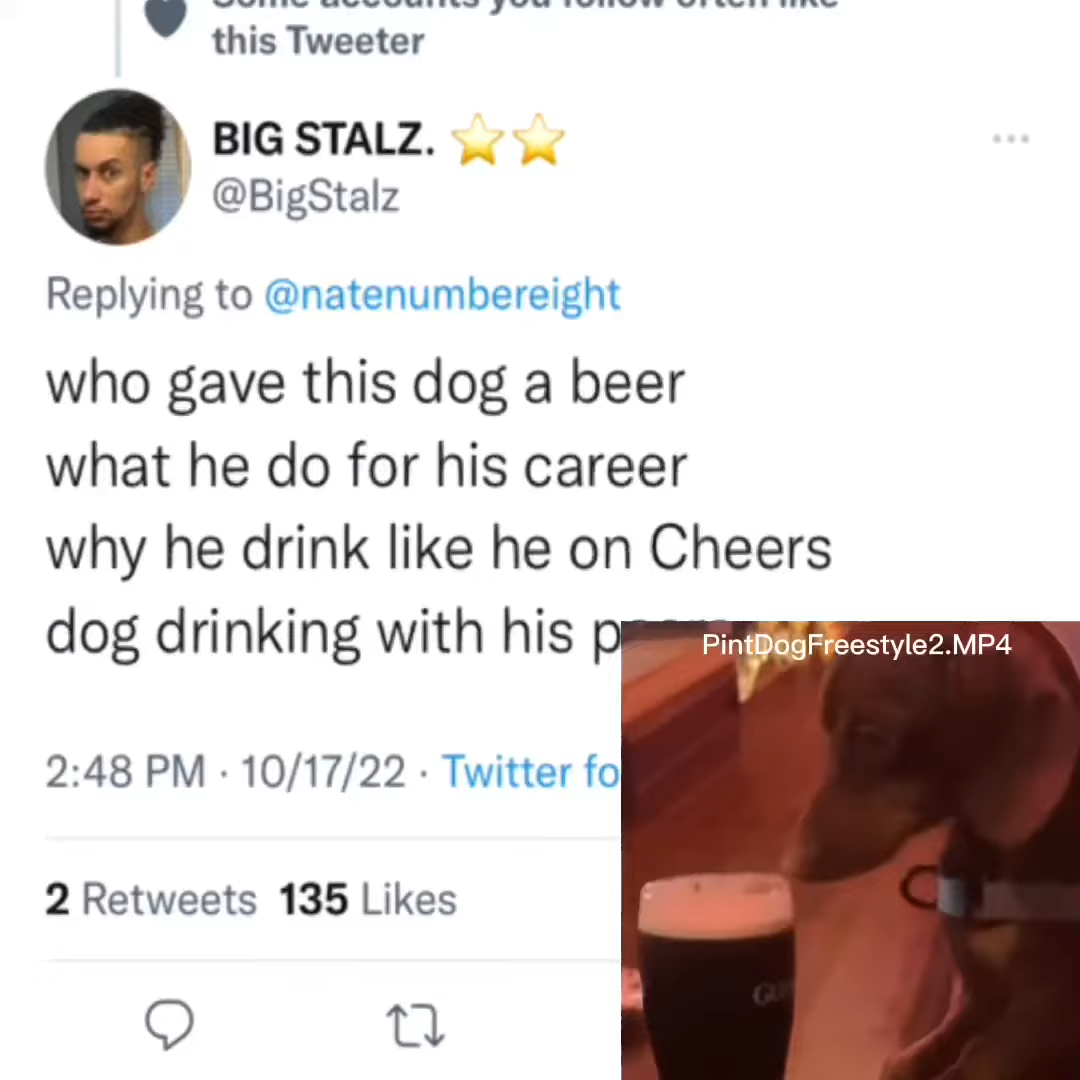 this Tweeter
BIG STALZ. ⭐⭐
@BigStalz
Replying to @natenumbereight
who gave this dog a beer
what he do for his career
why he drink like he on Cheers
dog drinking with his
PintDogFreestyle2.MP4
2:48 PM · 10/17/22 · Twitter
2 Retweets 135 Likes